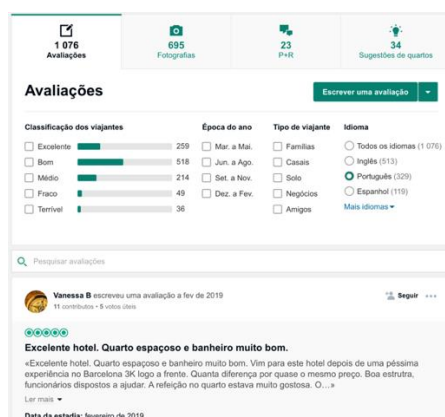 1 076
Avaliações
695
Fotografias
23
P+R
34
Sugestões de quartos
Avaliações
Escrever uma avaliação
Classificação dos viajantes
Excelente 259
Bom 518
Médio 214
Fraco 49
Terrível 36
Época do ano
Mar. a Mai.
Jun. a Ago.
Set. a Nov.
Dez. a Fev.
Tipo de viajante
Famílias
Casais
Solo
Negócios
Amigos
Idioma
Todos os idiomas (1 076)
Inglês (513)
Português (329)
Espanhol (119)
Mais idiomas
Pesquisar avaliações
Vanessa B escreveu uma avaliação a fev de 2019
11 contributos • 5 votos úteis
Seguir
Excelente hotel. Quarto espaçoso e banheiro muito bom.
«Excelente hotel. Quarto espaçoso e banheiro muito bom. Vim para este hotel depois de uma péssima
experiência no Barcelona 3K logo a frente. Quanta diferença por quase o mesmo preço. Boa estrutura,
funcionários dispostos a ajudar. A refeição no quarto estava muito gostosa. O…»
Ler mais
Data da estadia: fevereiro de 2019